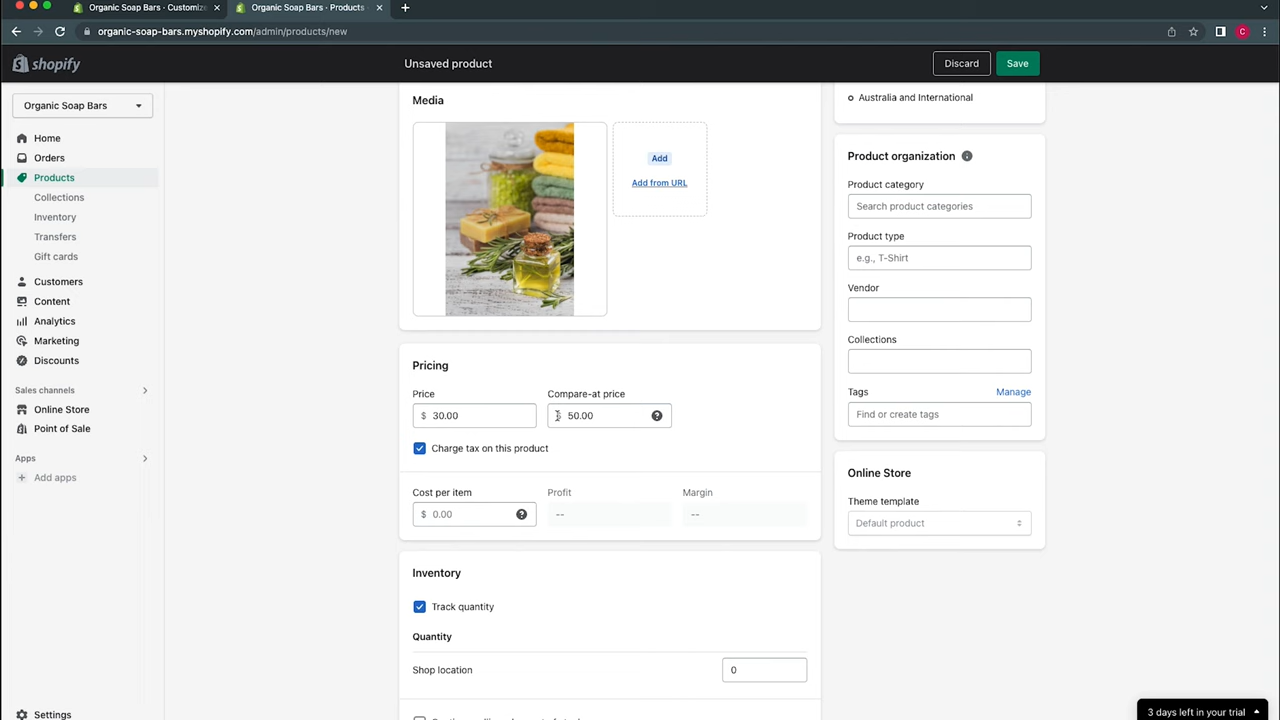 Organic Soap Bars · Customize
Organic Soap Bars · Products ·
organic-soap-bars.myshopify.com/admin/products/new
shopify
Unsaved product
Discard
Save
Organic Soap Bars
Home
Orders
Products
Collections
Inventory
Transfers
Gift cards
Customers
Content
Analytics
Marketing
Discounts
Sales channels
Online Store
Point of Sale
Apps
Add apps
Settings
Media
Add
Add from URL
Pricing
Price
Compare-at price
$ 30.00
50.00
Charge tax on this product
Cost per item
Profit
Margin
$ 0.00
--
--
Inventory
Track quantity
Quantity
Shop location
0
Australia and International
Product organization
Product category
Search product categories
Product type
e.g., T-Shirt
Vendor
Collections
Tags
Manage
Find or create tags
Online Store
Theme template
Default product
3 days left in your trial
C